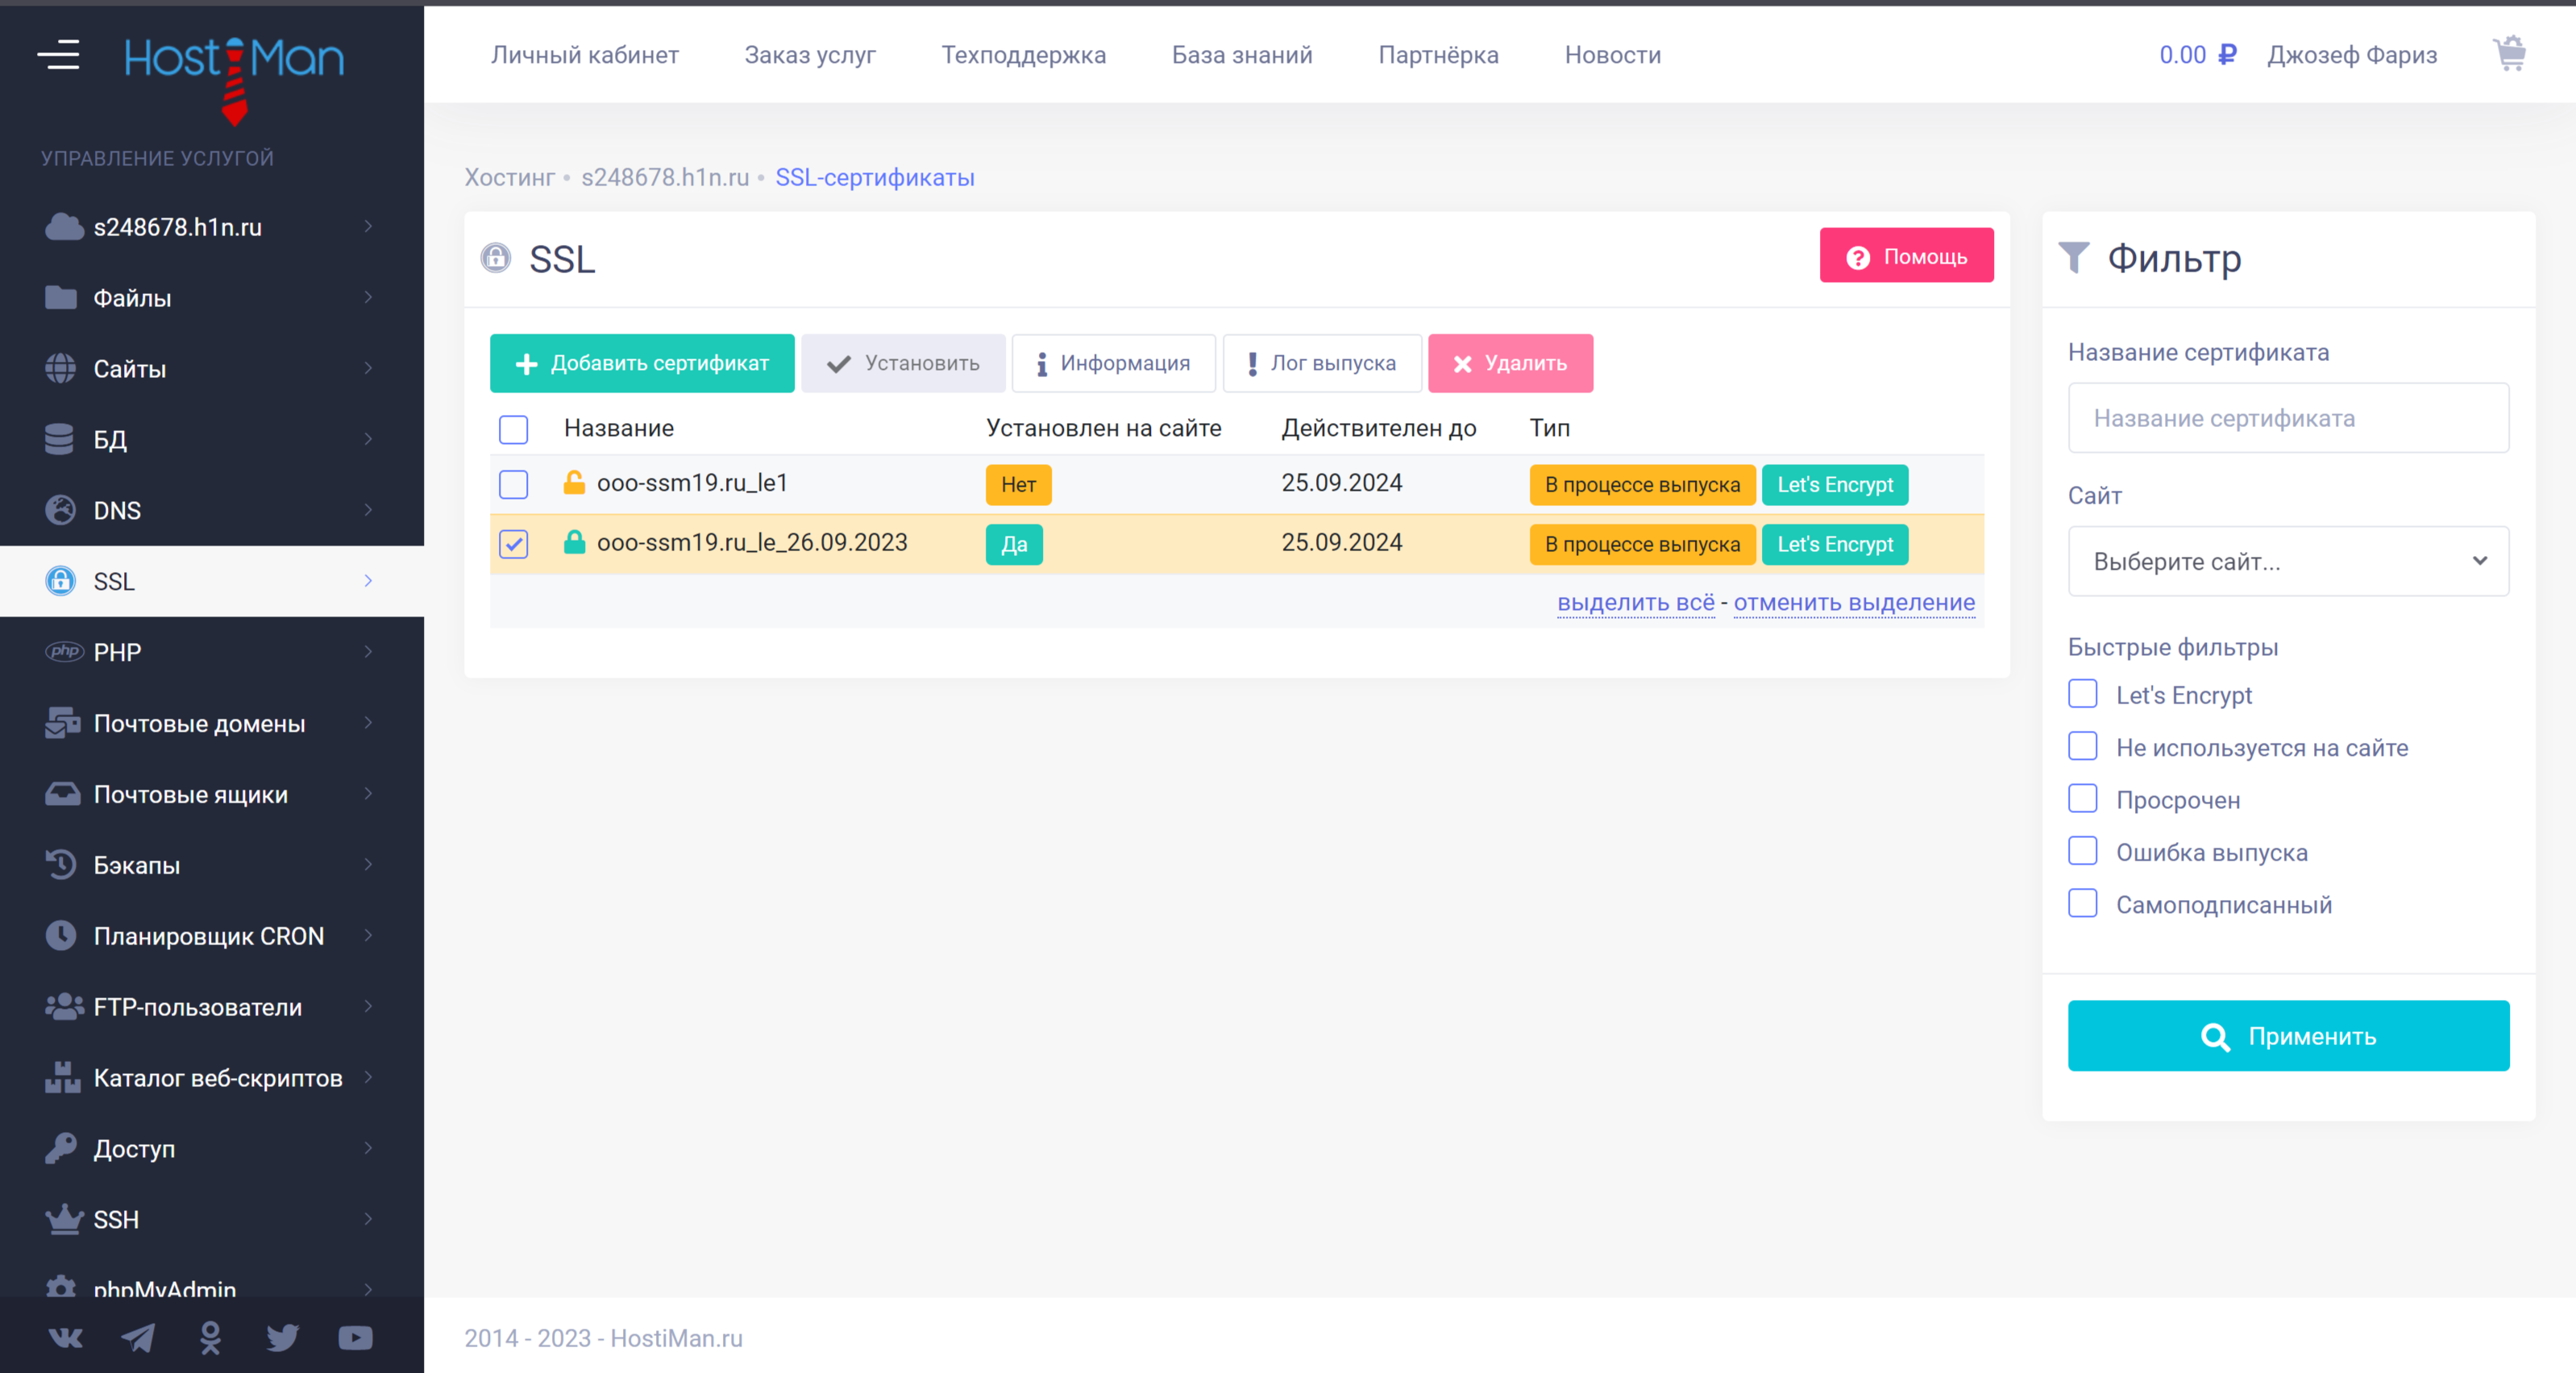 HostiMan
Личный кабинет
Заказ услуг
Техподдержка
База знаний
Партнёрка
Новости
0.00 ₽
Джозеф Фариз
УПРАВЛЕНИЕ УСЛУГОЙ
s248678.h1n.ru
Файлы
Сайты
БД
DNS
SSL
php PHP
Почтовые домены
Почтовые ящики
Бэкапы
Планировщик CRON
FTP-пользователи
Каталог веб-скриптов
Доступ
SSH
phpMyAdmin
Хостинг • s248678.h1n.ru • SSL-сертификаты
SSL
Помощь
Добавить сертификат
Установить
Информация
Лог выпуска
Удалить
Название Установлен на сайте Действителен до Тип
ooo-ssm19.ru_le1 Нет 25.09.2024 В процессе выпуска Let's Encrypt
ooo-ssm19.ru_le_26.09.2023 Да 25.09.2024 В процессе выпуска Let's Encrypt
выделить всё - отменить выделение
Фильтр
Название сертификата
Название сертификата
Сайт
Выберите сайт...
Быстрые фильтры
Let's Encrypt
Не используется на сайте
Просрочен
Ошибка выпуска
Самоподписанный
Применить
2014 - 2023 - HostiMan.ru